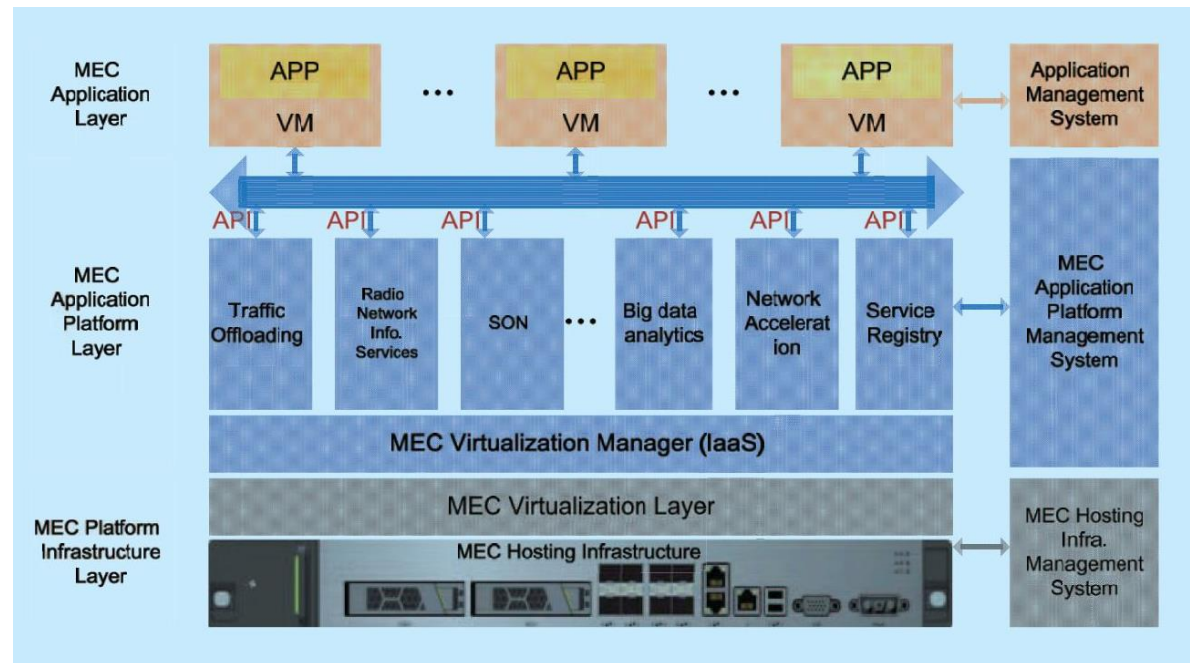 MEC
Application
Layer
APP
VM
...
APP
VM
...
APP
VM
Application
Management
System
API
API
API
API
API
API
MEC
Application
Platform
Layer
Traffic
Offloading
Radio
Network
Info.
Services
SON
...
Big data
analytics
Network
Accelerat
ion
Service
Registry
MEC
Application
Platform
Management
System
MEC Virtualization Manager (IaaS)
MEC Platform
Infrastructure
Layer
MEC Virtualization Layer
MEC Hosting Infrastructure
MEC Hosting
Infra.
Management
System